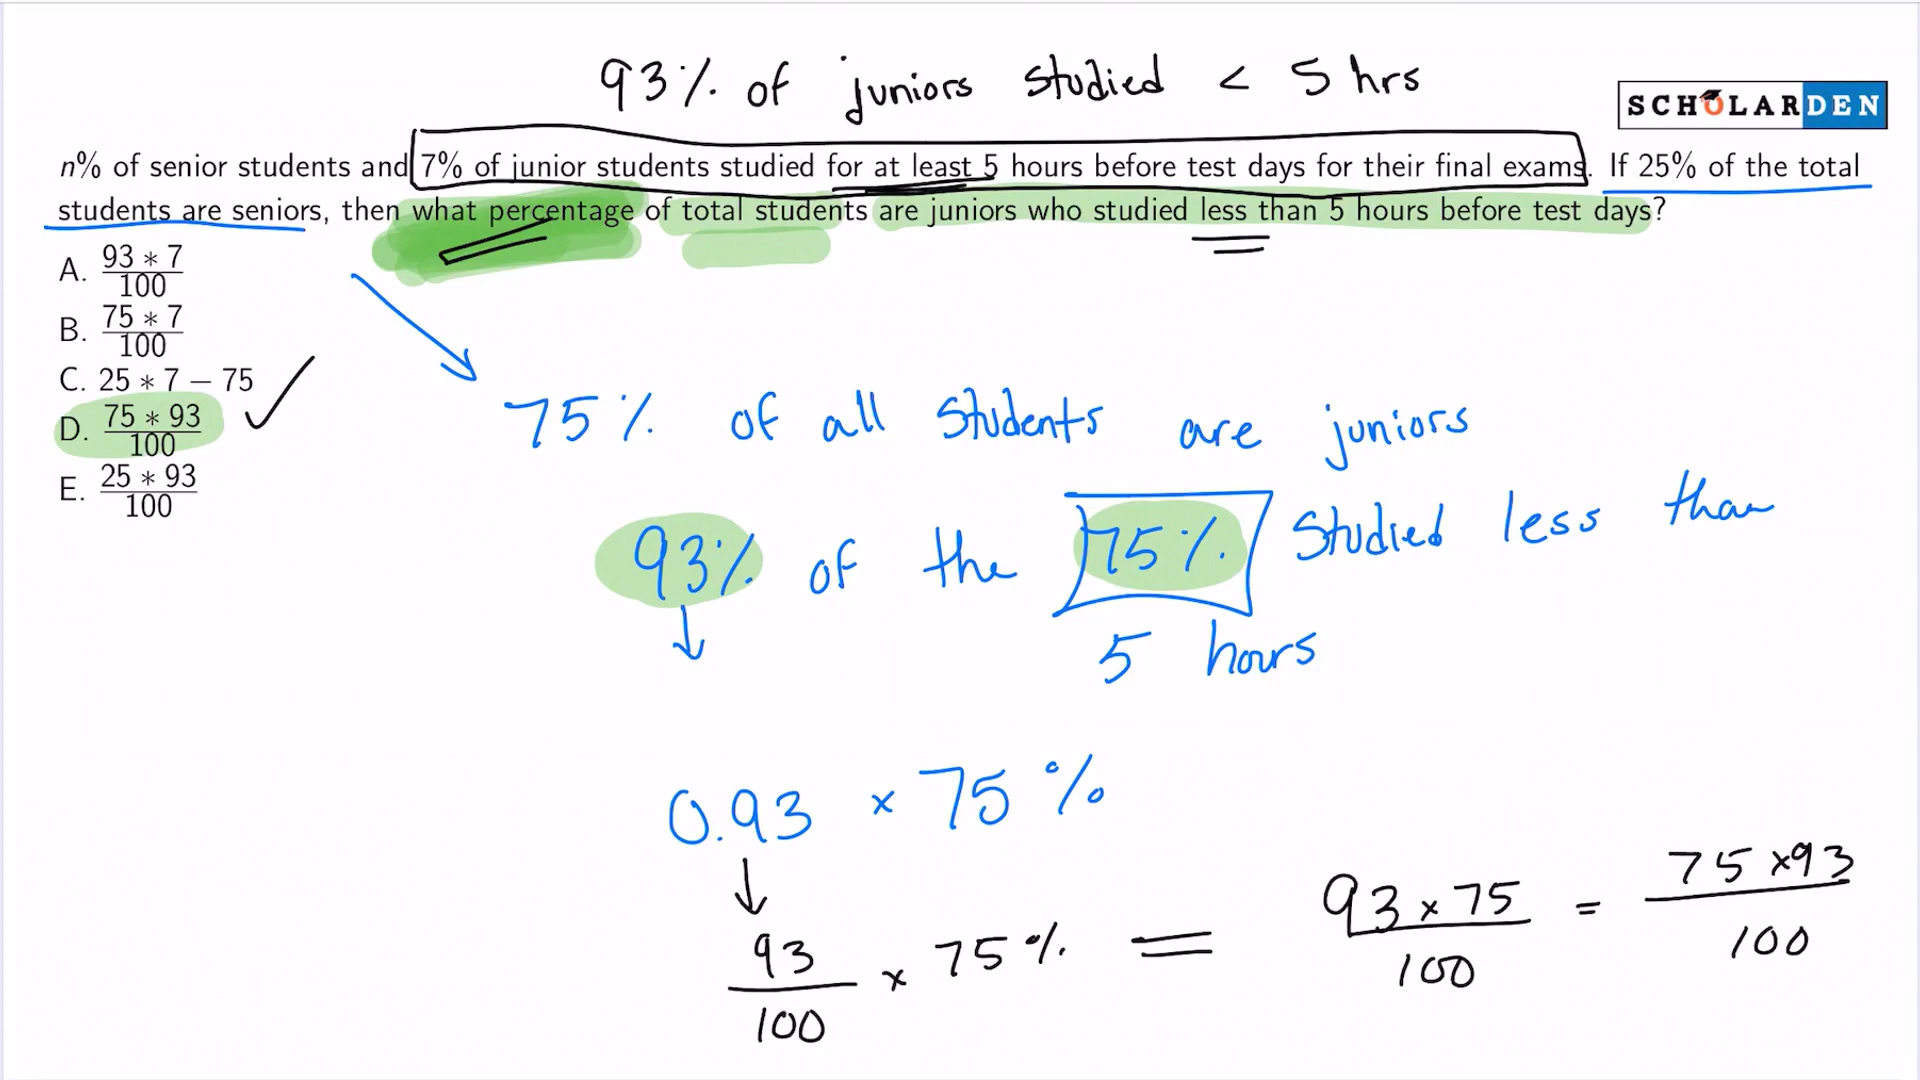 93% of juniors studied < 5 hrs
SCHOLARDEN
n% of senior students and 7% of junior students studied for at least 5 hours before test days for their final exams. If 25% of the total
students are seniors, then what percentage of total students are juniors who studied less than 5 hours before test days?
A. 93 * 7
100
B. 75 * 7
100
C. 25 * 7 – 75
D. 75 * 93
100
E. 25 * 93
100
75% of all students are juniors
93% of the 75% studied less than
5 hours
0.93 × 75 %
93/100 × 75% = 93 × 75/100 = 75 × 93/100